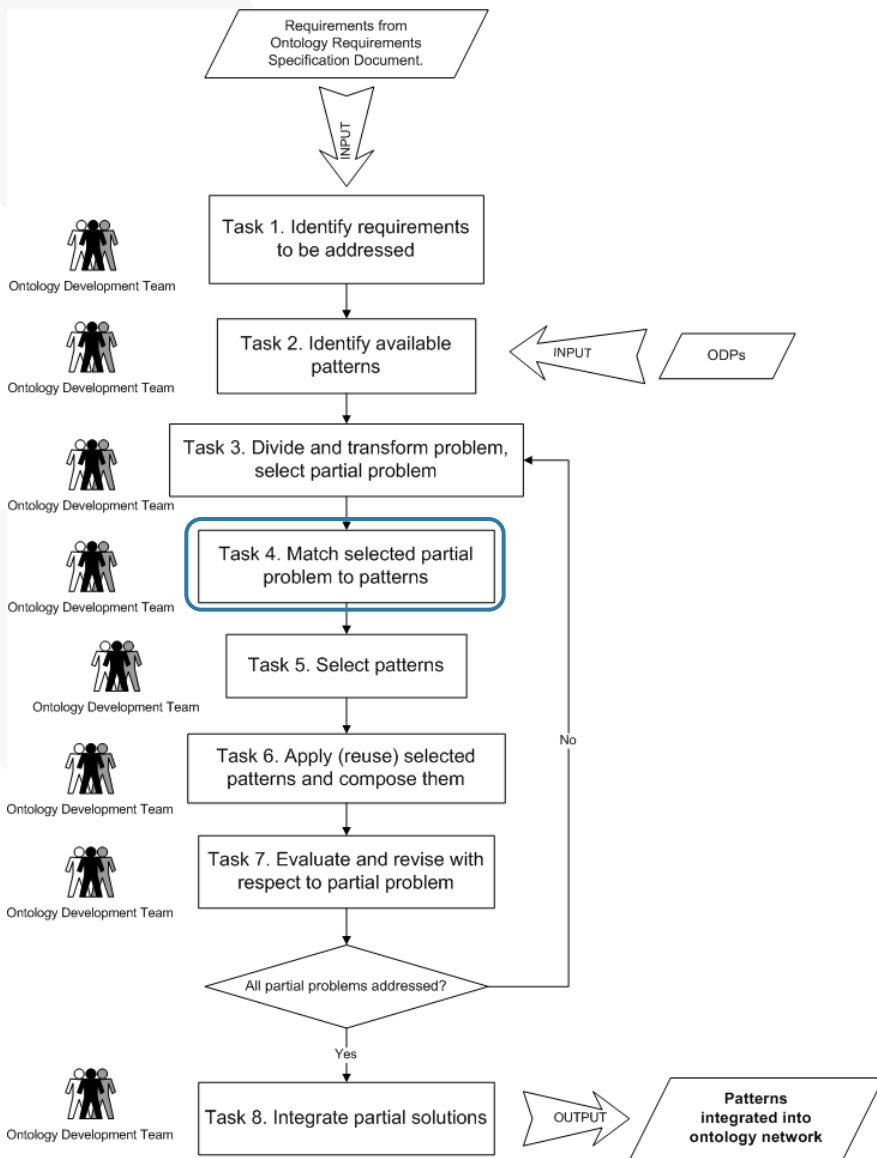 Requirements from
Ontology Requirements
Specification Document.
INPUT
Task 1. Identify requirements
to be addressed
Ontology Development Team
Task 2. Identify available
patterns
INPUT
ODPs
Ontology Development Team
Task 3. Divide and transform problem,
select partial problem
Ontology Development Team
Task 4. Match selected partial
problem to patterns
Ontology Development Team
Task 5. Select patterns
Ontology Development Team
No
Task 6. Apply (reuse) selected
patterns and compose them
Ontology Development Team
Task 7. Evaluate and revise with
respect to partial problem
Ontology Development Team
All partial problems addressed?
Yes
Task 8. Integrate partial solutions
Ontology Development Team
OUTPUT
Patterns
integrated into
ontology network